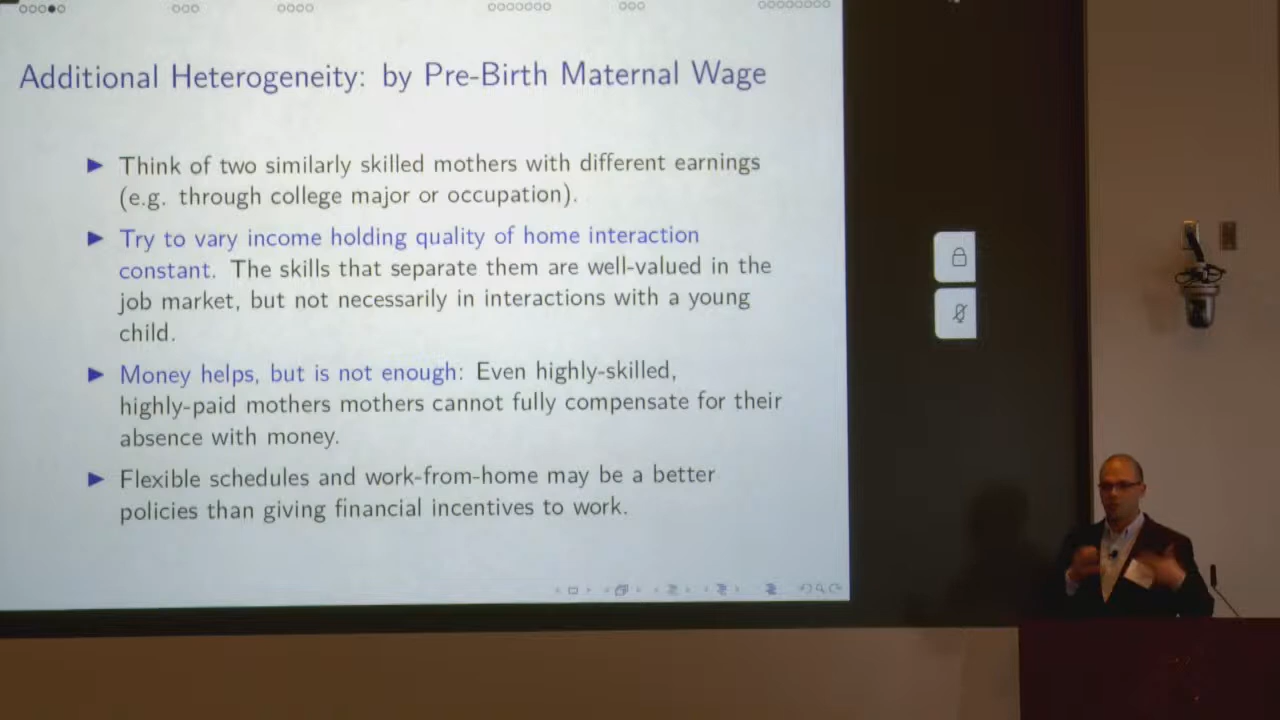 Additional Heterogeneity: by Pre-Birth Maternal Wage
Think of two similarly skilled mothers with different earnings
(e.g. through college major or occupation).
Try to vary income holding quality of home interaction
constant. The skills that separate them are well-valued in the
job market, but not necessarily in interactions with a young
child.
Money helps, but is not enough: Even highly-skilled,
highly-paid mothers mothers cannot fully compensate for their
absence with money.
Flexible schedules and work-from-home may be a better
policies than giving financial incentives to work.